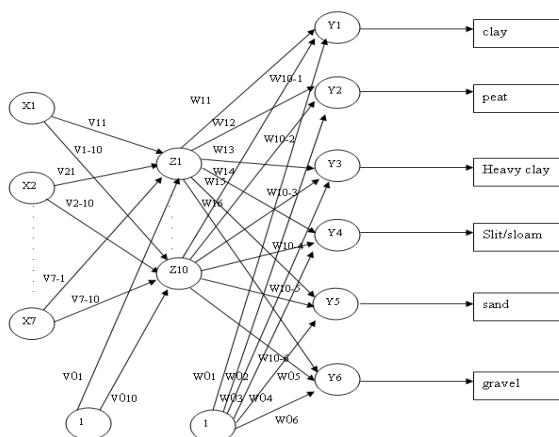 Y1
clay
W10-1
W11
Y2
peat
X1
V11
W12
V1-10
W13
W10-2
Z1
Y3
Heavy clay
W14
V21
W15
X2
W10-3
V2-10
W16
Y4
Slit/sloam
W10-4
Z10
V7-1
W10-5
Y5
sand
V7-10
X7
W10-6
V01
W01
W02
W05
Y6
gravel
V010
W03
W04
W06
1
1